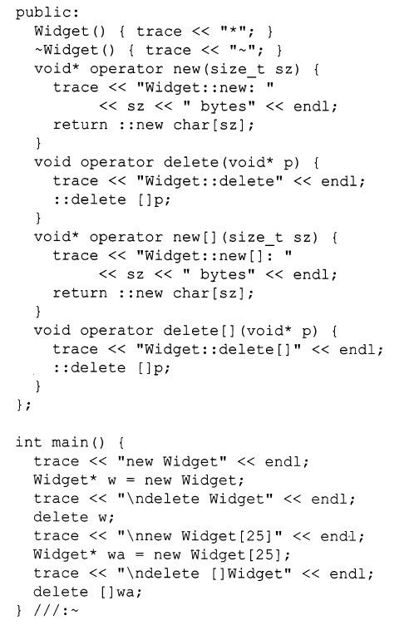 public:
  Widget() { trace << "*"; }
  ~Widget() { trace << "~"; }
  void* operator new(size_t sz) {
    trace << "Widget::new: "
         << sz << " bytes" << endl;
    return ::new char[sz];
  }
  void operator delete(void* p) {
    trace << "Widget::delete" << endl;
    ::delete []p;
  }
  void* operator new[](size_t sz) {
    trace << "Widget::new[]: "
         << sz << " bytes" << endl;
    return ::new char[sz];
  }
  void operator delete[](void* p) {
    trace << "Widget::delete[]" << endl;
    ::delete []p;
  }
};
int main() {
  trace << "new Widget" << endl;
  Widget* w = new Widget;
  trace << "\ndelete Widget" << endl;
  delete w;
  trace << "\nnew Widget[25]" << endl;
  Widget* wa = new Widget[25];
  trace << "\ndelete []Widget" << endl;
  delete []wa;
} ///:~